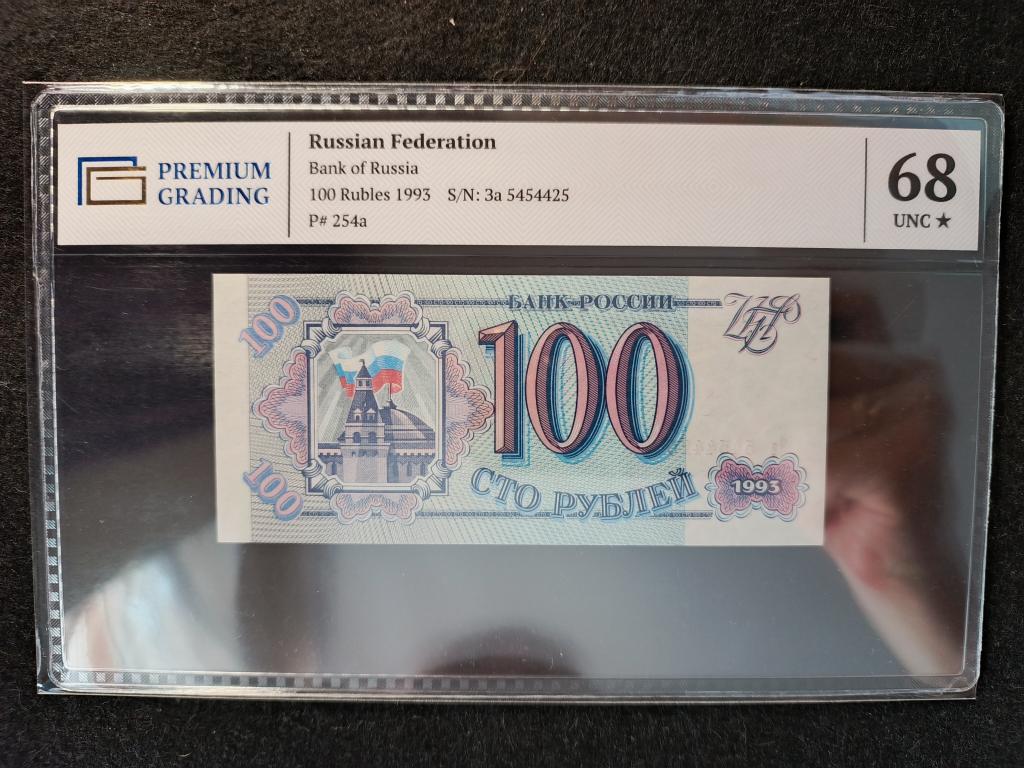 PREMIUM
GRADING
Russian Federation
Bank of Russia
100 Rubles 1993 S/N: 3a 5454425
P# 254a
68
UNC ★
БАНК РОССИИ
100
100
СТО РУБЛЕЙ
100
1993